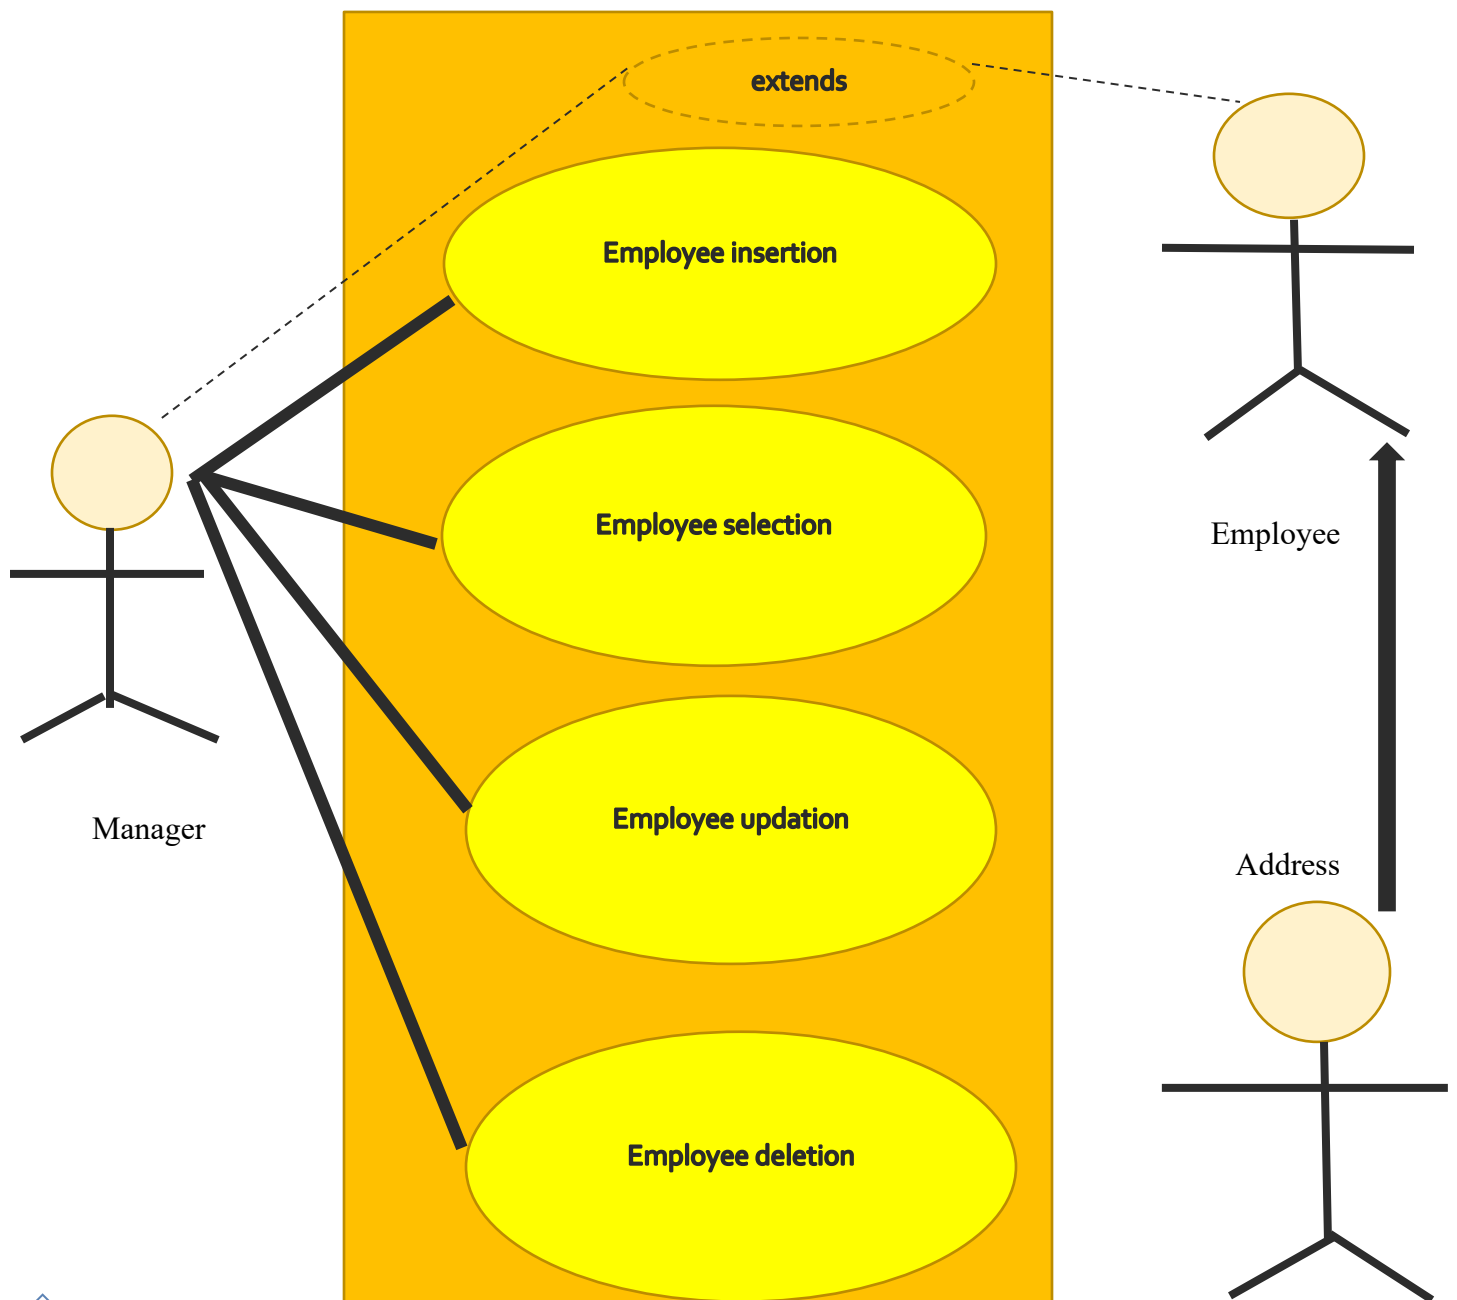 extends
Employee insertion
Employee selection
Employee
Employee updation
Manager
Address
Employee deletion